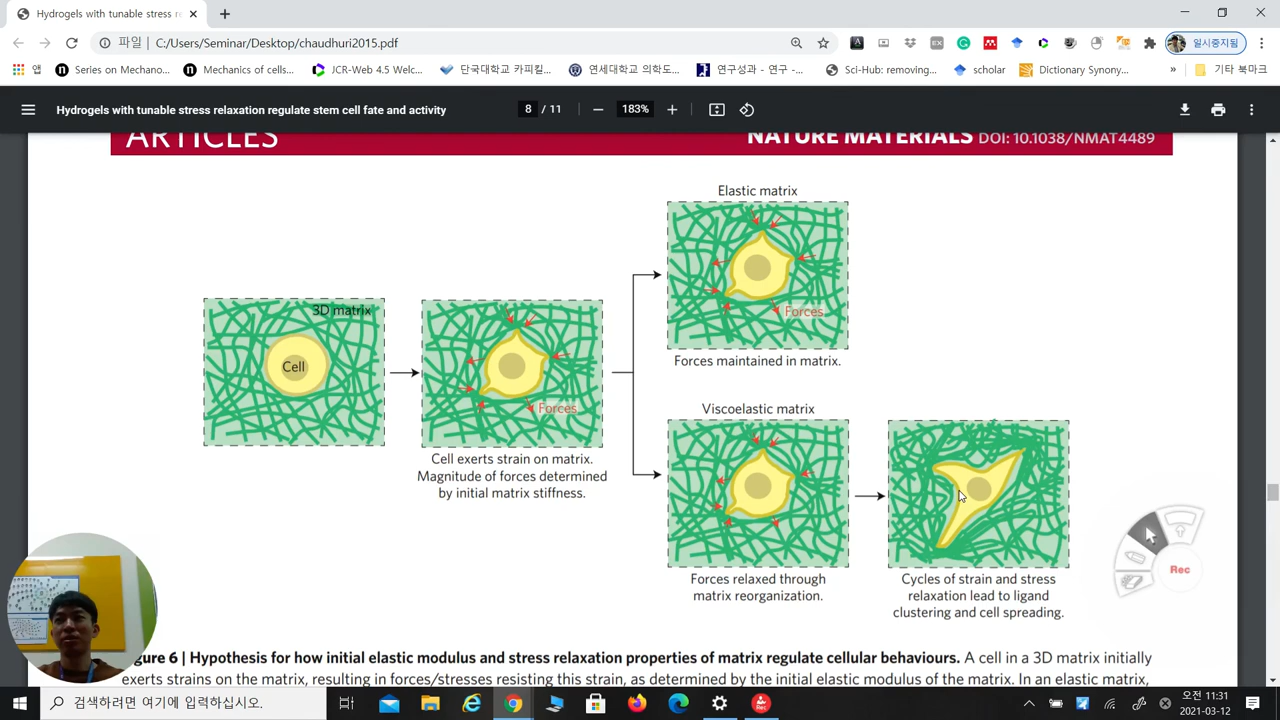 Hydrogels with tunable stress r
파일 | C:/Users/Seminar/Desktop/chaudhuri2015.pdf
일시중지됨
앱
Series on Mechano...
Mechanics of cells...
JCR-Web 4.5 Welc...
단국대학교 카피킬...
연세대학교 의학도...
연구성과 - 연구 -...
Sci-Hub: removing...
scholar
Dictionary Synony...
»
기타 북마크
Hydrogels with tunable stress relaxation regulate stem cell fate and activity
8 / 11
183%
ARTICLES
NATURE MATERIALS DOI: 10.1038/NMAT4489
Elastic matrix
Forces
Forces maintained in matrix.
3D matrix
Cell
Forces
Cell exerts strain on matrix.
Magnitude of forces determined
by initial matrix stiffness.
Viscoelastic matrix
Forces relaxed through
matrix reorganization.
Cycles of strain and stress
relaxation lead to ligand
clustering and cell spreading.
Rec
gure 6 | Hypothesis for how initial elastic modulus and stress relaxation properties of matrix regulate cellular behaviours. A cell in a 3D matrix initially
exerts strains on the matrix, resulting in forces/stresses resisting this strain, as determined by the initial elastic modulus of the matrix. In an elastic matrix,
검색하려면 여기에 입력하십시오.
오전 11:31
2021-03-12